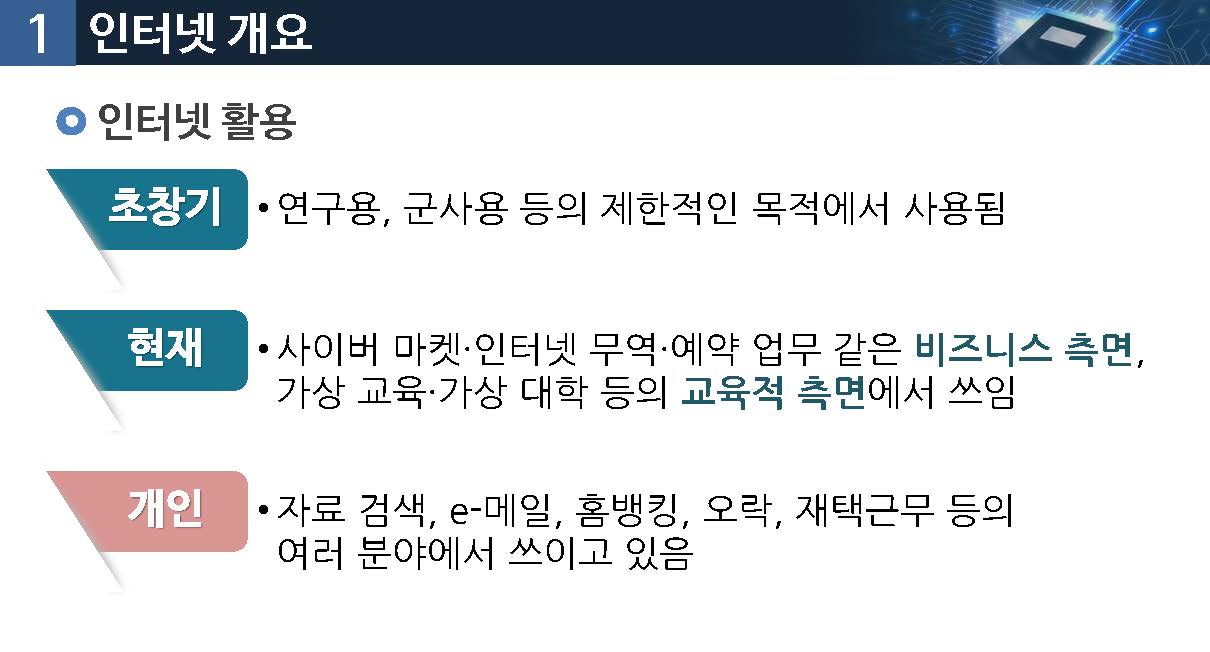 1 인터넷 개요
인터넷 활용
초창기
• 연구용, 군사용 등의 제한적인 목적에서 사용됨
현재
• 사이버 마켓·인터넷 무역·예약 업무 같은 비즈니스 측면,
가상 교육·가상 대학 등의 교육적 측면에서 쓰임
개인
• 자료 검색, e-메일, 홈뱅킹, 오락, 재택근무 등의
여러 분야에서 쓰이고 있음